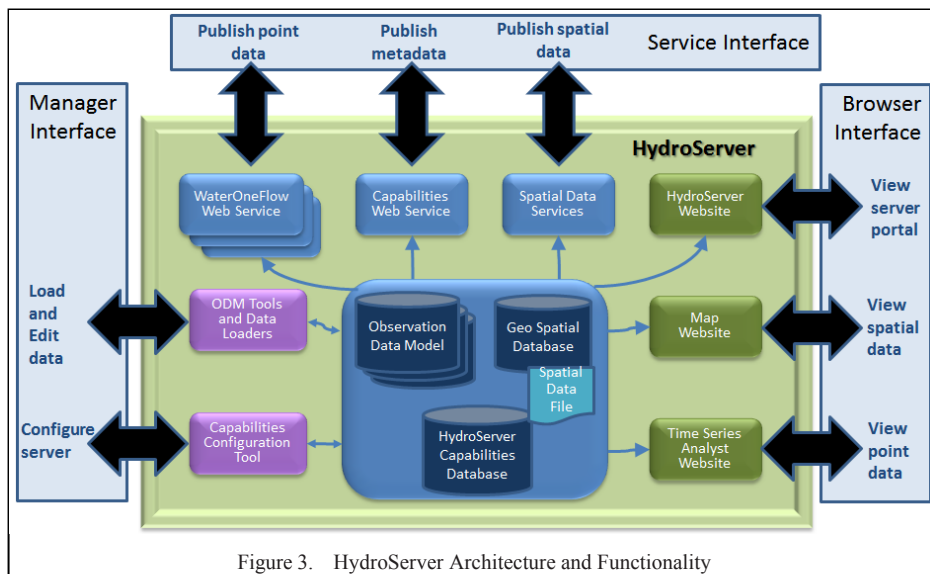 Publish point
data
Publish
metadata
Publish spatial
data
Service Interface
Manager
Interface
Browser
Interface
HydroServer
WaterOneFlow
Web Service
Capabilities
Web Service
Spatial Data
Services
HydroServer
Website
View
server
portal
Load
and
Edit
data
ODM Tools
and Data
Loaders
Observation
Data Model
Geo Spatial
Database
Spatial
Data
File
Map
Website
View
spatial
data
Configure
server
Capabilities
Configuration
Tool
HydroServer
Capabilities
Database
Time Series
Analyst
Website
View
point
data
Figure 3. HydroServer Architecture and Functionality